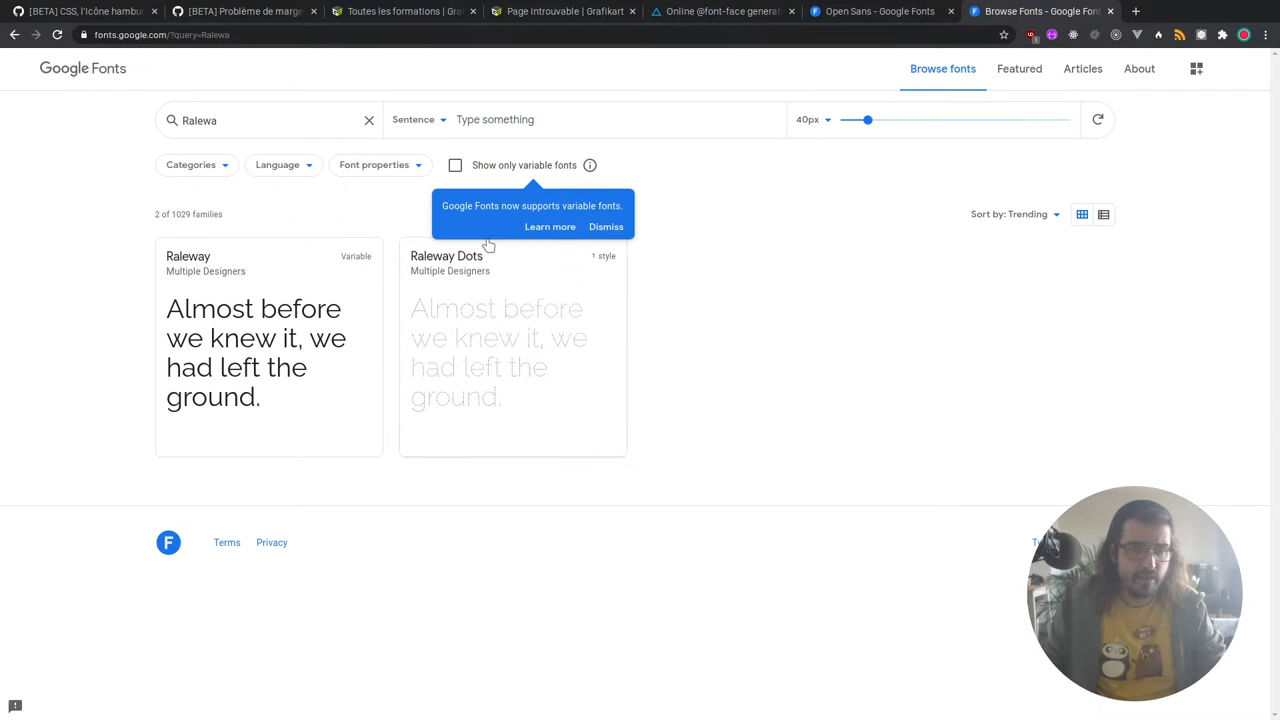 [BETA] CSS, l'icône hambur
[BETA] Problème de marge
Toutes les formations | Gra
Page introuvable | Grafikart
Online @font-face generat
Open Sans - Google Fonts
Browse Fonts - Google Fon
fonts.google.com/?query=Ralewa
Google Fonts
Browse fonts
Featured
Articles
About
Ralewa
Sentence
Type something
40px
Categories
Language
Font properties
Show only variable fonts
Google Fonts now supports variable fonts.
Learn more
Dismiss
2 of 1029 families
Sort by: Trending
Raleway
Variable
Multiple Designers
Almost before
we knew it, we
had left the
ground.
Raleway Dots
1 style
Multiple Designers
Almost before
we knew it, we
had left the
ground.
F
Terms
Privacy